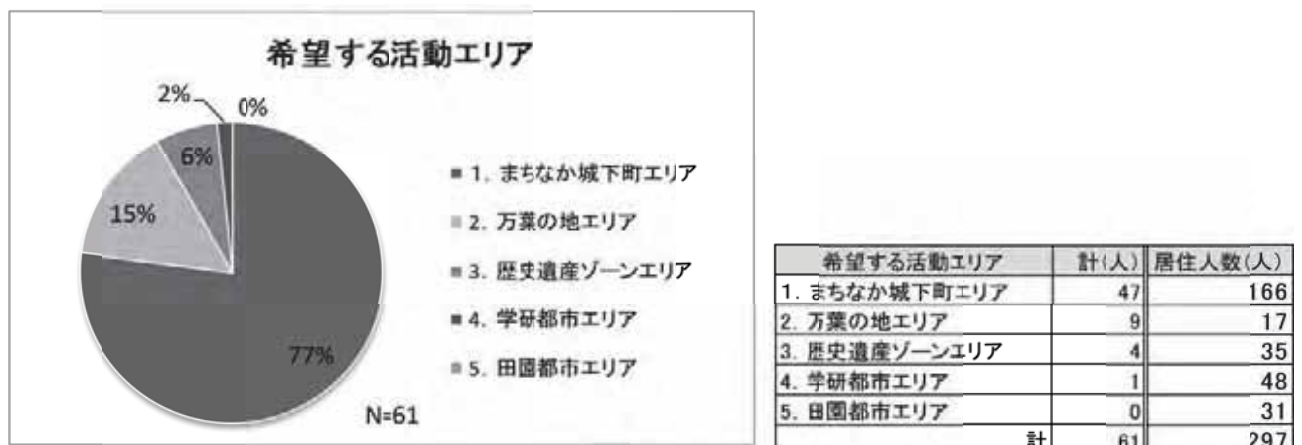 希望する活動エリア
2%
0%
6%
15%
77%
1. まちなか城下町エリア
2. 万葉の地エリア
3. 歴史遺産ゾーンエリア
4. 学研都市エリア
5. 田園都市エリア
N=61
希望する活動エリア 計(人) 居住人数(人)
1. まちなか城下町エリア 47 166
2. 万葉の地エリア 9 17
3. 歴史遺産ゾーンエリア 4 35
4. 学研都市エリア 1 48
5. 田園都市エリア 0 31
計 61 297